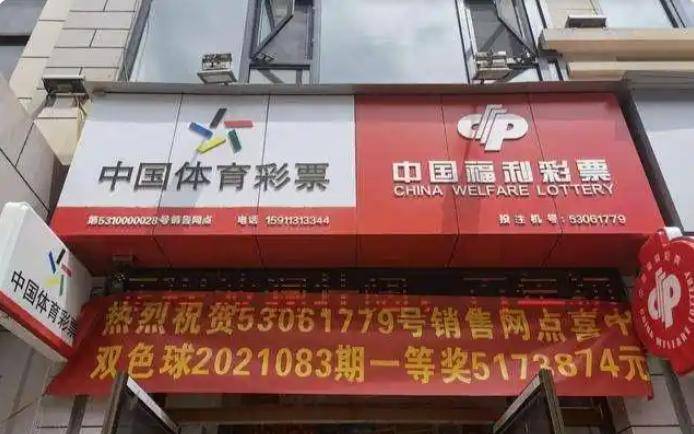 中国体育彩票
第5310000028号销售网点 电话 15911313344
中国福利彩票
CHINA WELFARE LOTTERY
投注机号:53061779
中国体育彩票
热烈祝贺53061779号销售网点喜中
双色球2021083期一等奖5173874元